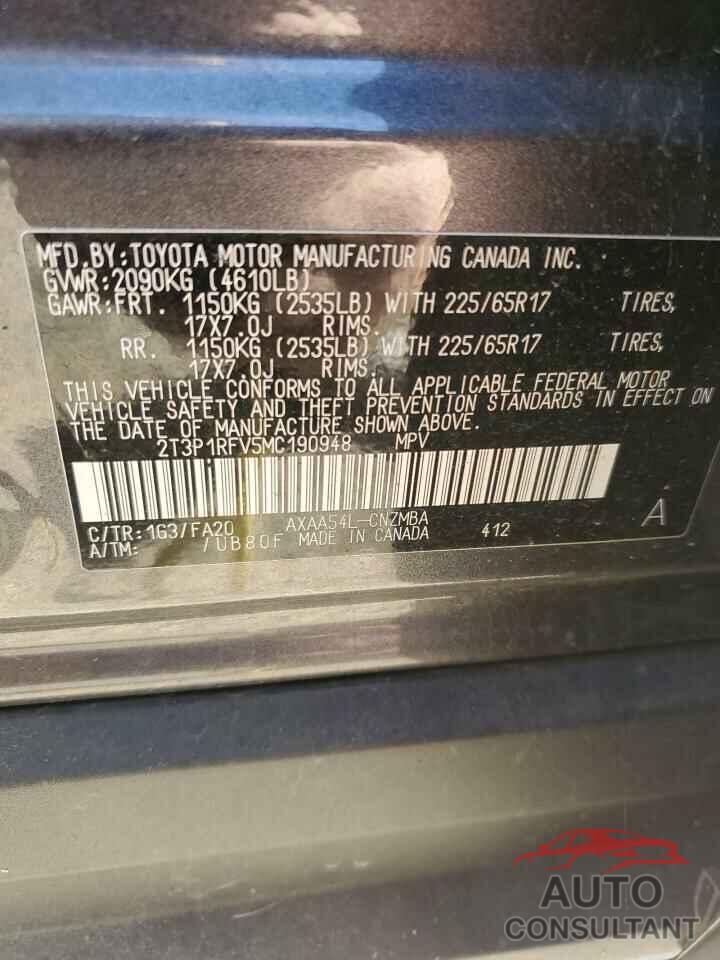 MFD.BY:TOYOTA MOTOR MANUFACTURING CANADA INC.
GVWR:2090KG (4610LB)
GAWR:FRT. 1150KG (2535LB) WITH 225/65R17 TIRES,
17X7.0J RIMS.
RR. 1150KG (2535LB) WITH 225/65R17 TIRES,
17X7.0J RIMS.
THIS VEHICLE CONFORMS TO ALL APPLICABLE FEDERAL MOTOR
VEHICLE SAFETY AND THEFT PREVENTION STANDARDS IN EFFECT ON
THE DATE OF MANUFACTURE SHOWN ABOVE.
2T3P1RFV5MC190948 MPV
C/TR:1G3/FA20 AXAA54L-CNZMBA 412 A
A/TM: /UB80F MADE IN CANADA
AUTO
CONSULTANT